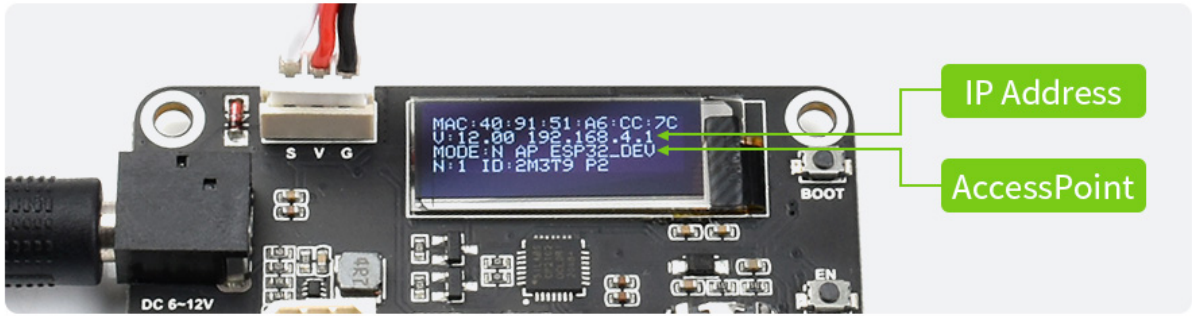 MAC:40:91:51:A6:CC:7C
V:12.00 192.168.4.1
MODE:N AP ESP32_DEV
N:1 ID:2M3T9 P2
IP Address
AccessPoint
S V G
BOOT
4R7
EN
DC 6~12V